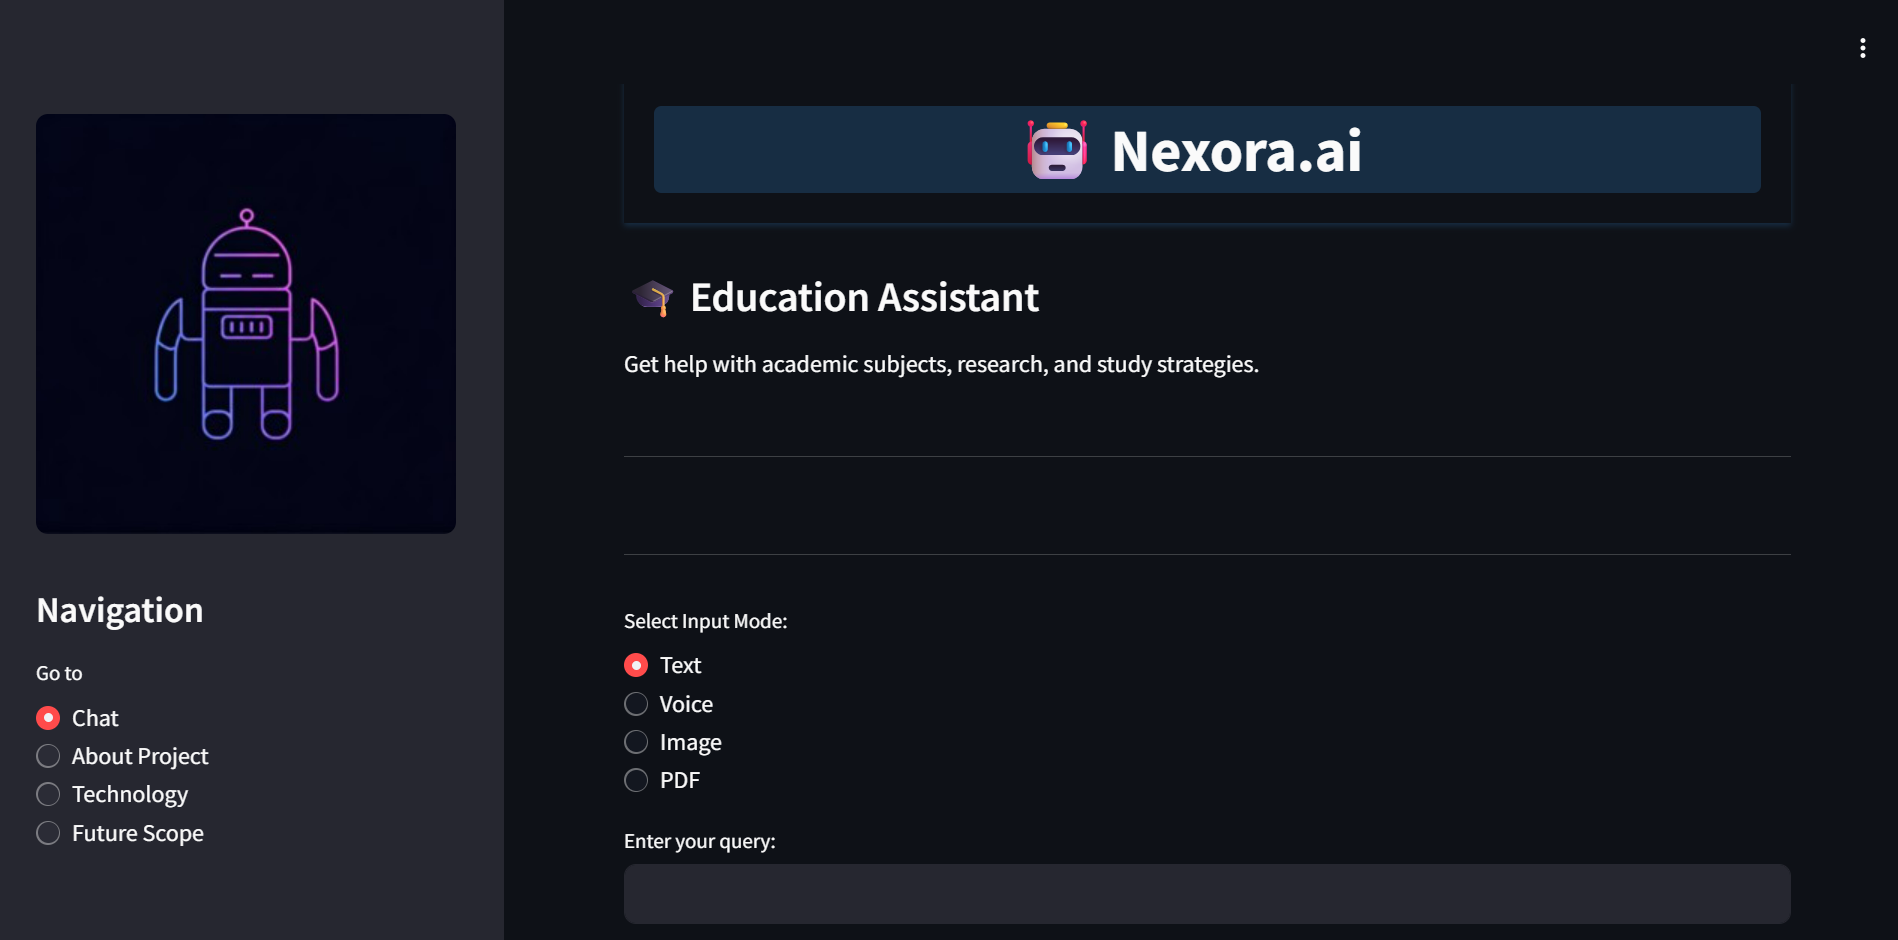 Navigation
Go to
Chat
About Project
Technology
Future Scope
Nexora.ai
Education Assistant
Get help with academic subjects, research, and study strategies.
Select Input Mode:
Text
Voice
Image
PDF
Enter your query: